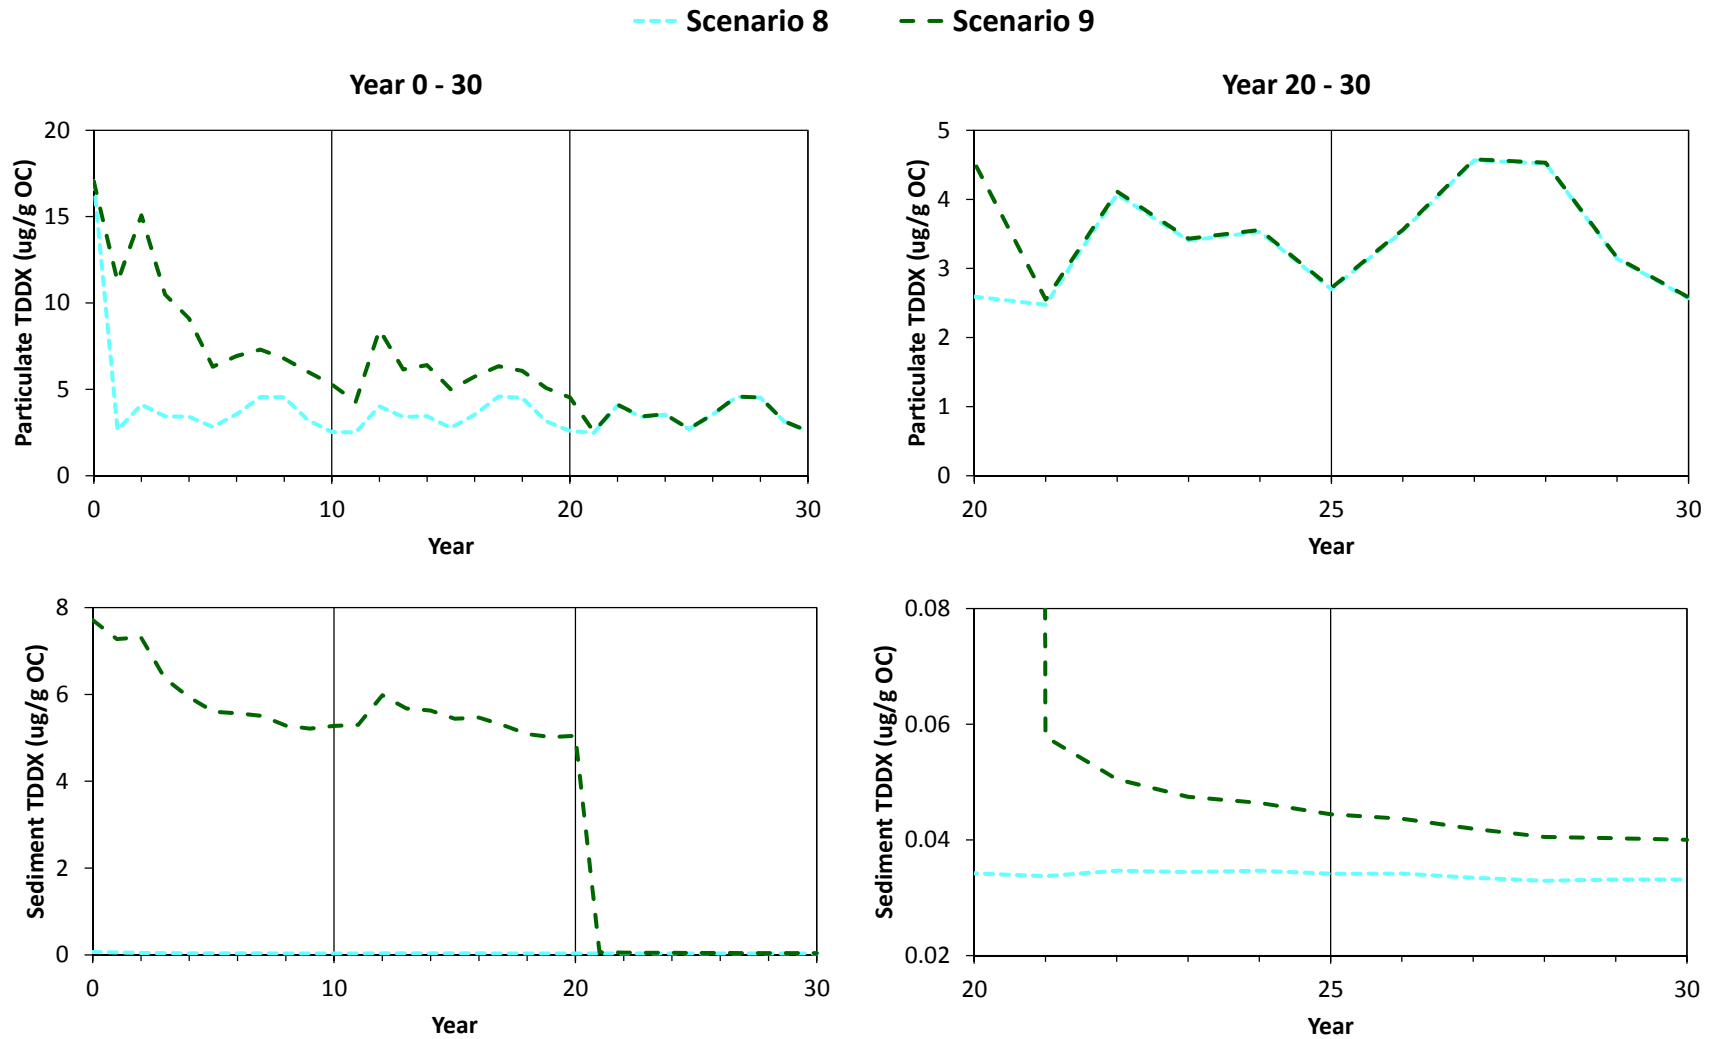 Scenario 8 Scenario 9
Year 0 - 30
Particulate TDDX (ug/g OC)
20
15
10
5
0
0 10 20 30
Year
Year 20 - 30
Particulate TDDX (ug/g OC)
5
4
3
2
1
0
20 25 30
Year
Sediment TDDX (ug/g OC)
8
6
4
2
0
0 10 20 30
Year
Sediment TDDX (ug/g OC)
0.08
0.06
0.04
0.02
20 25 30
Year